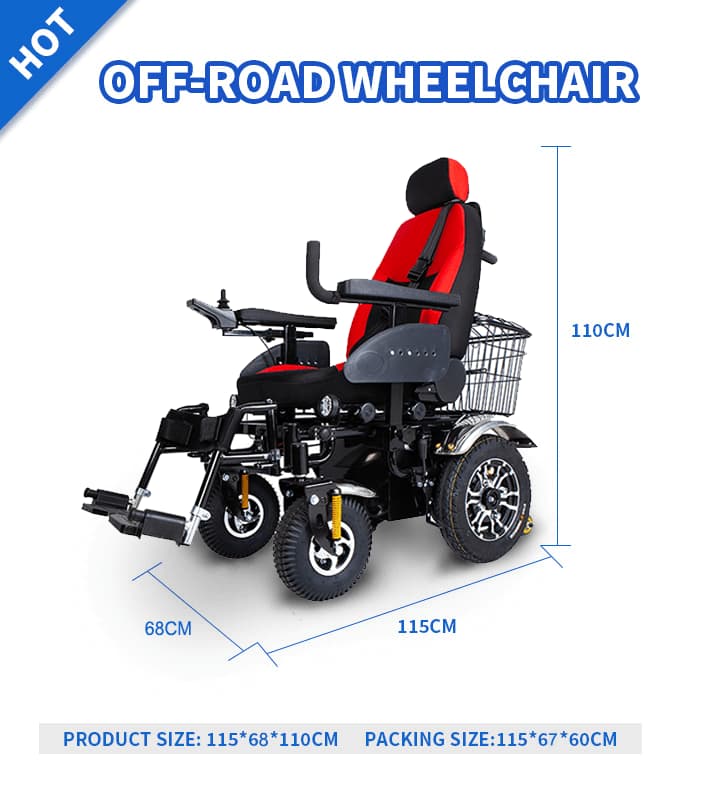 HOT
OFF-ROAD WHEELCHAIR
110CM
68CM
115CM
PRODUCT SIZE: 115*68*110CM PACKING SIZE:115*67*60CM